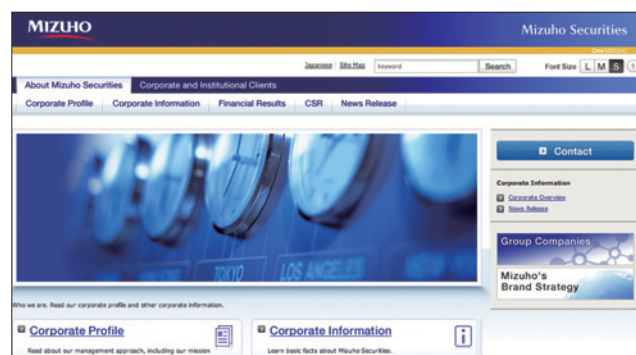 MIZUHO
Mizuho Securities
One MIZUHO
Japanese Site Map keyword Search Font Size L M S ?
About Mizuho Securities Corporate and Institutional Clients
Corporate Profile Corporate Information Financial Results CSR News Release
TOKYO LOS ANGELES
Contact
Corporate Information
Corporate Overview
News Release
Group Companies
Mizuho's
Brand Strategy
Who we are. Read our corporate profile and other corporate information.
Corporate Profile
Read about our management approach, including our mission
Corporate Information
Learn basic facts about Mizuho Securities.